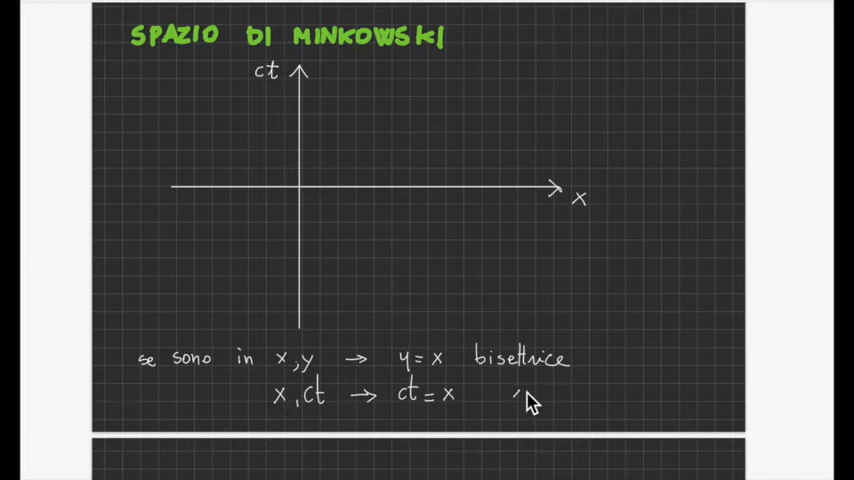 SPAZIO DI MINKOWSKI
ct
x
se sono in x,y → y = x bisettrice
x, ct → ct = x